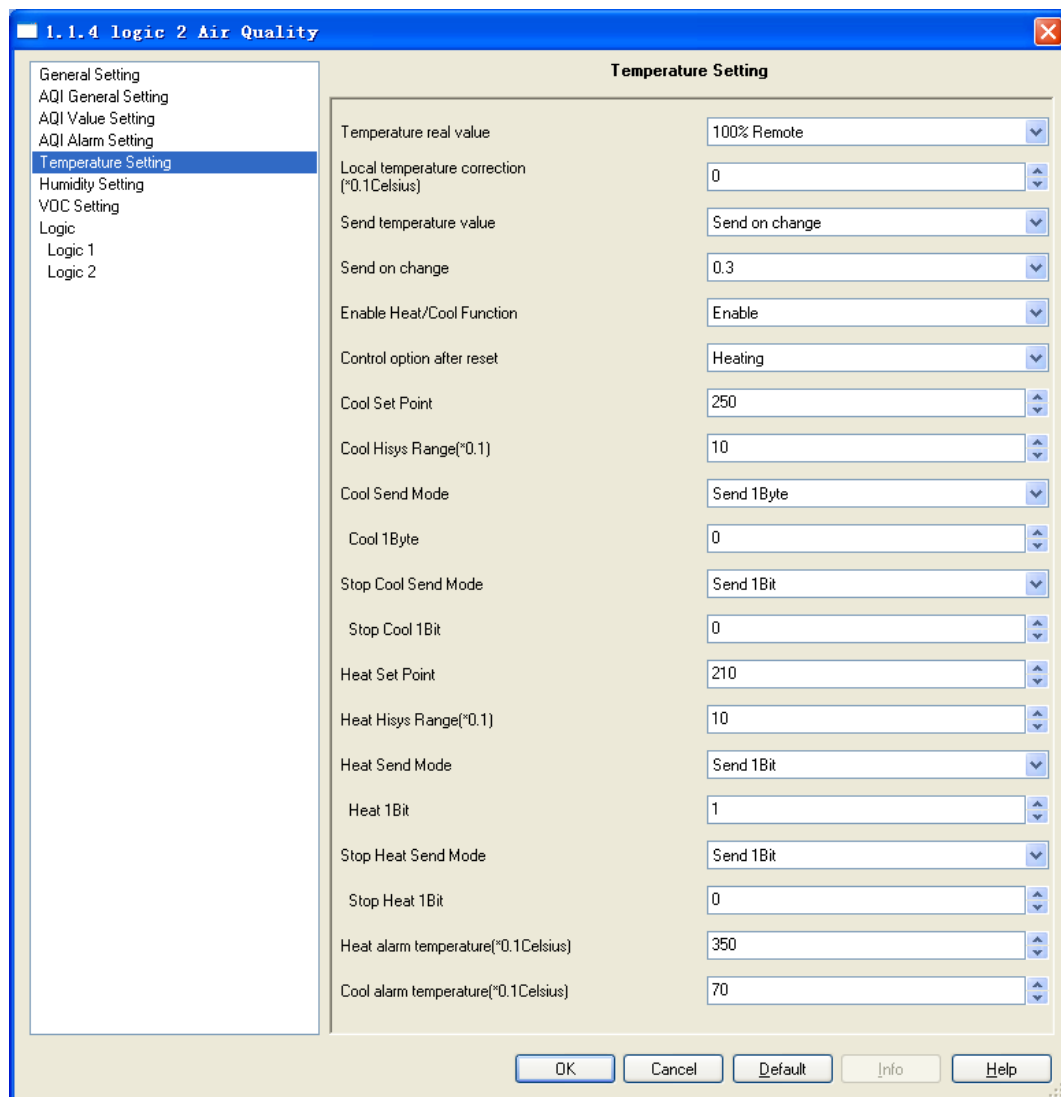 1.1.4 logic 2 Air Quality
General Setting
AQI General Setting
AQI Value Setting
AQI Alarm Setting
Temperature Setting
Humidity Setting
VOC Setting
Logic
Logic 1
Logic 2
Temperature Setting
Temperature real value 100% Remote
Local temperature correction
(*0.1Celsius) 0
Send temperature value Send on change
Send on change 0.3
Enable Heat/Cool Function Enable
Control option after reset Heating
Cool Set Point 250
Cool Hisys Range(*0.1) 10
Cool Send Mode Send 1Byte
Cool 1Byte 0
Stop Cool Send Mode Send 1Bit
Stop Cool 1Bit 0
Heat Set Point 210
Heat Hisys Range(*0.1) 10
Heat Send Mode Send 1Bit
Heat 1Bit 1
Stop Heat Send Mode Send 1Bit
Stop Heat 1Bit 0
Heat alarm temperature(*0.1Celsius) 350
Cool alarm temperature(*0.1Celsius) 70
OK Cancel Default Info Help